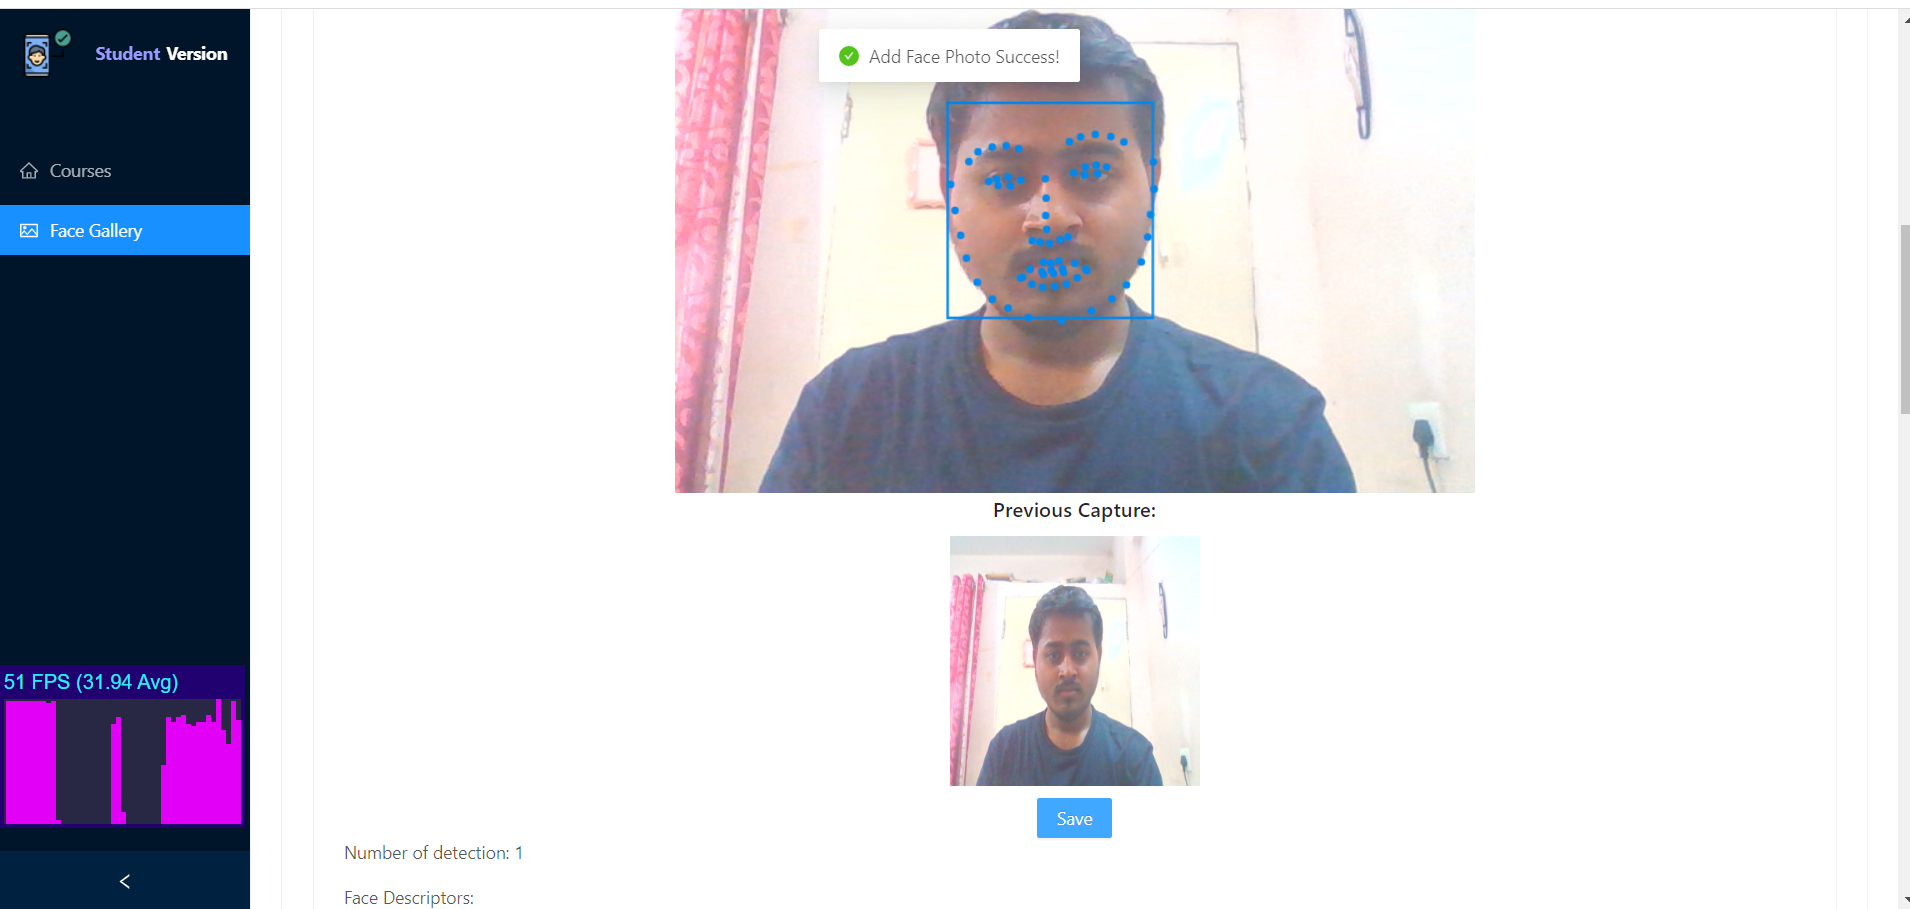 Student Version
Add Face Photo Success!
Courses
Face Gallery
Previous Capture:
51 FPS (31.94 Avg)
Save
Number of detection: 1
Face Descriptors: